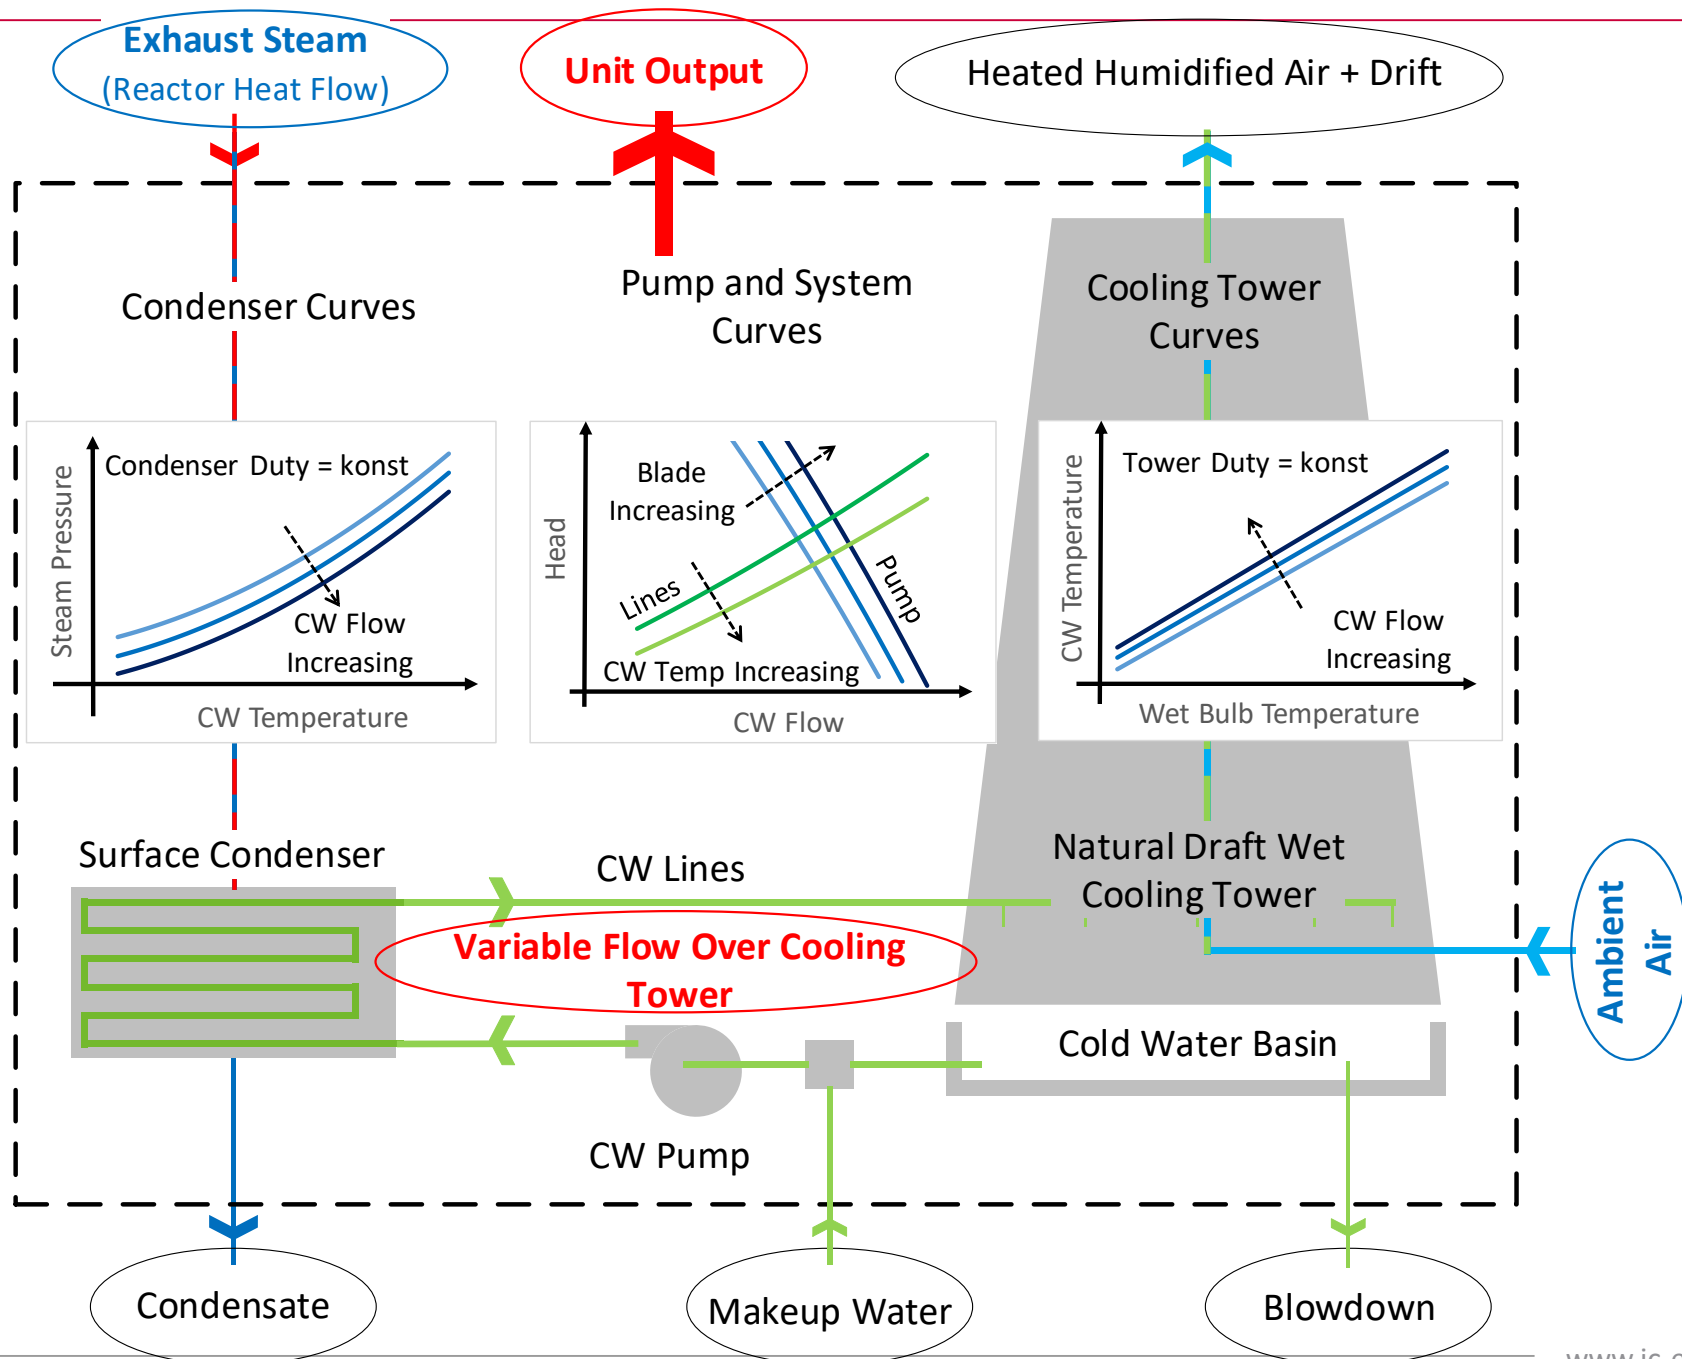 Exhaust Steam
(Reactor Heat Flow)
Unit Output
Heated Humidified Air + Drift
Condenser Curves
Pump and System
Curves
Cooling Tower
Curves
Steam Pressure
Condenser Duty = konst
CW Flow
Increasing
CW Temperature
Head
Blade
Increasing
Lines
Pump
CW Temp Increasing
CW Flow
CW Temperature
Tower Duty = konst
CW Flow
Increasing
Wet Bulb Temperature
Surface Condenser
CW Lines
Natural Draft Wet
Cooling Tower
Variable Flow Over Cooling
Tower
Ambient
Air
Cold Water Basin
CW Pump
Condensate
Makeup Water
Blowdown